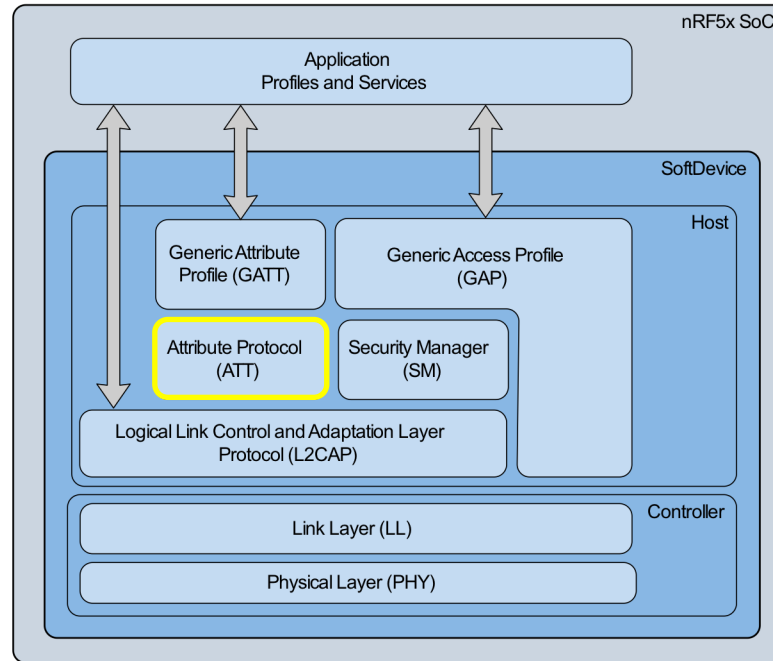 nRF5x SoC
Application
Profiles and Services
SoftDevice
Host
Generic Attribute
Profile (GATT)
Generic Access Profile
(GAP)
Attribute Protocol
(ATT)
Security Manager
(SM)
Logical Link Control and Adaptation Layer
Protocol (L2CAP)
Controller
Link Layer (LL)
Physical Layer (PHY)